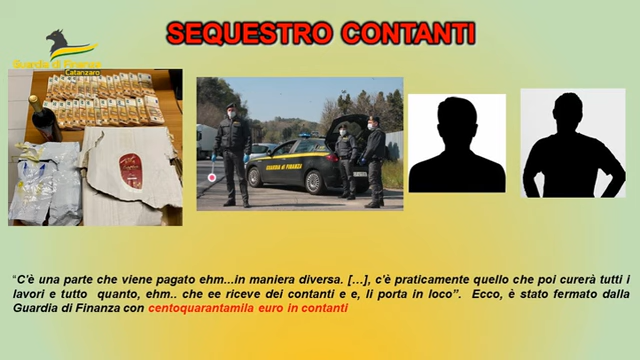 SEQUESTRO CONTANTI
Guardia di Finanza
Catanzaro
GUARDIA di FINANZA
“C’è una parte che viene pagato ehm...in maniera diversa. […], c’è praticamente quello che poi curerà tutti i
lavori e tutto quanto, ehm.. che ee riceve dei contanti e e, li porta in loco”. Ecco, è stato fermato dalla
Guardia di Finanza con centoquarantamila euro in contanti